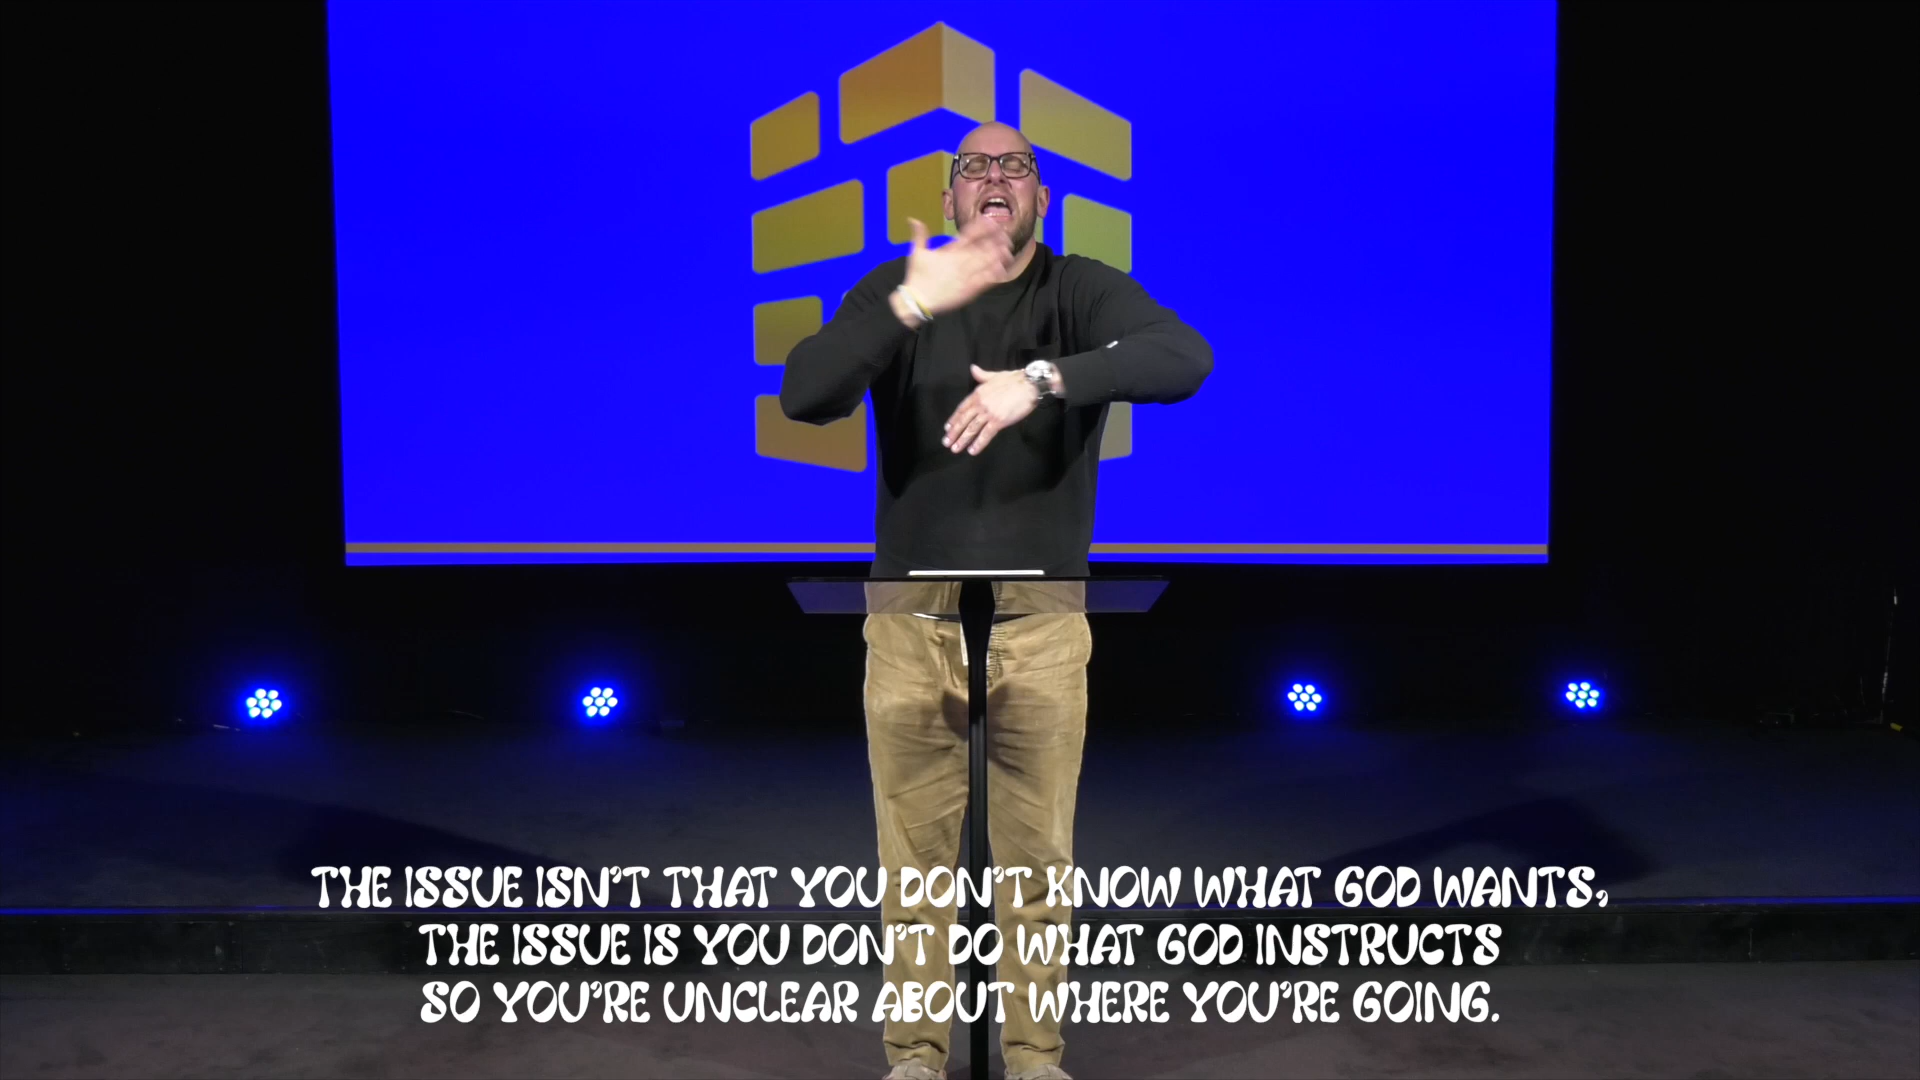 THE ISSUE ISN'T THAT YOU DON'T KNOW WHAT GOD WANTS,
THE ISSUE IS YOU DON'T DO WHAT GOD INSTRUCTS
SO YOU'RE UNCLEAR ABOUT WHERE YOU'RE GOING.